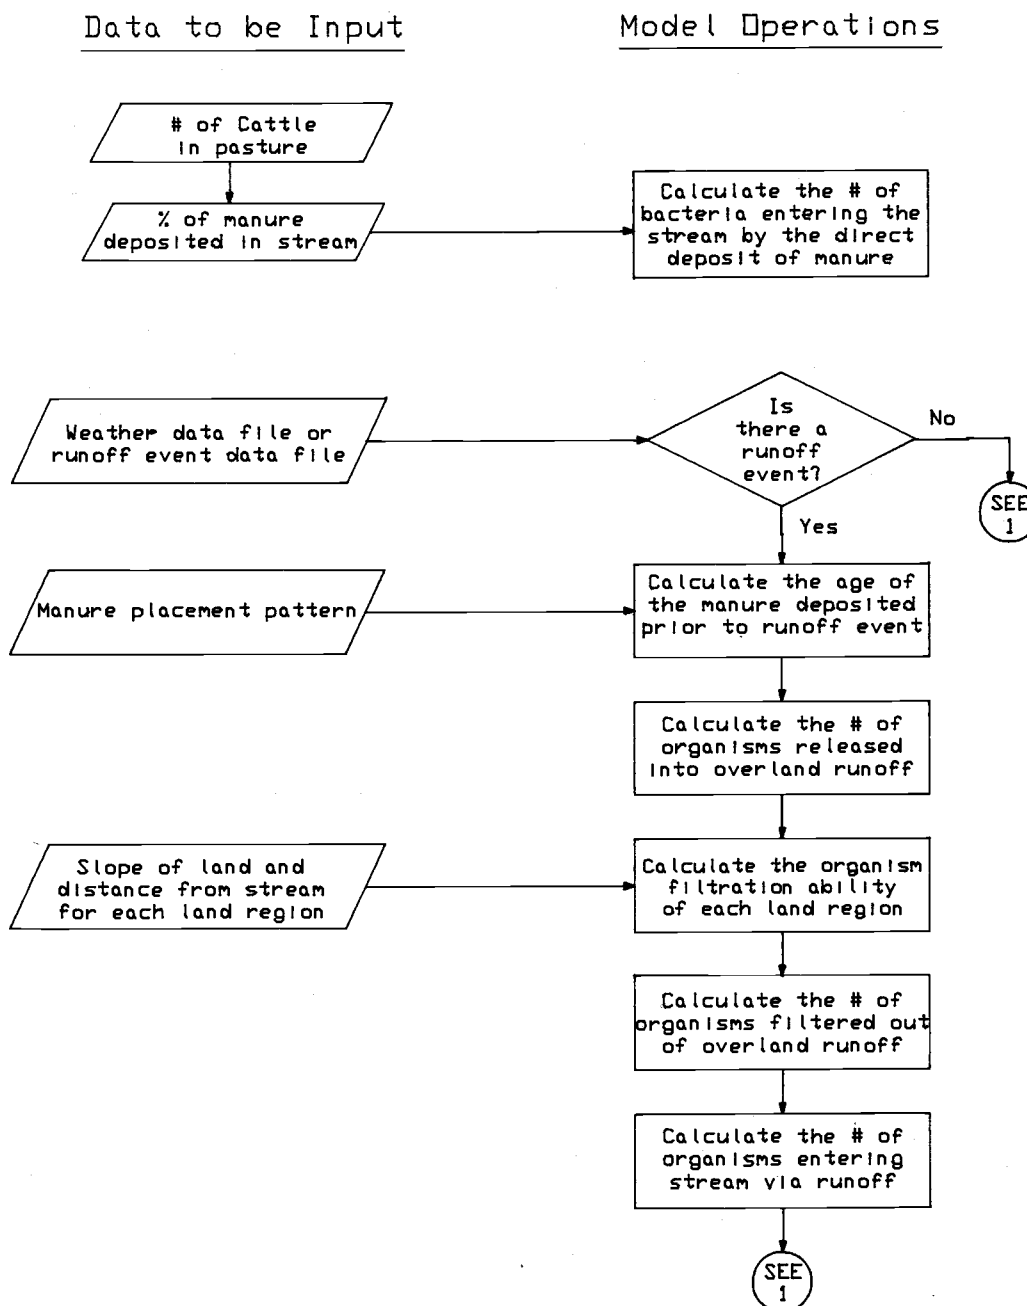 Data to be Input
Model Operations
# of Cattle
in pasture
% of manure
deposited in stream
Calculate the # of
bacteria entering the
stream by the direct
deposit of manure
Weather data file or
runoff event data file
Is
there a
runoff
event?
No
SEE
1
Yes
Manure placement pattern
Calculate the age of
the manure deposited
prior to runoff event
Calculate the # of
organisms released
into overland runoff
Slope of land and
distance from stream
for each land region
Calculate the organism
filtration ability
of each land region
Calculate the # of
organisms filtered out
of overland runoff
Calculate the # of
organisms entering
stream via runoff
SEE
1